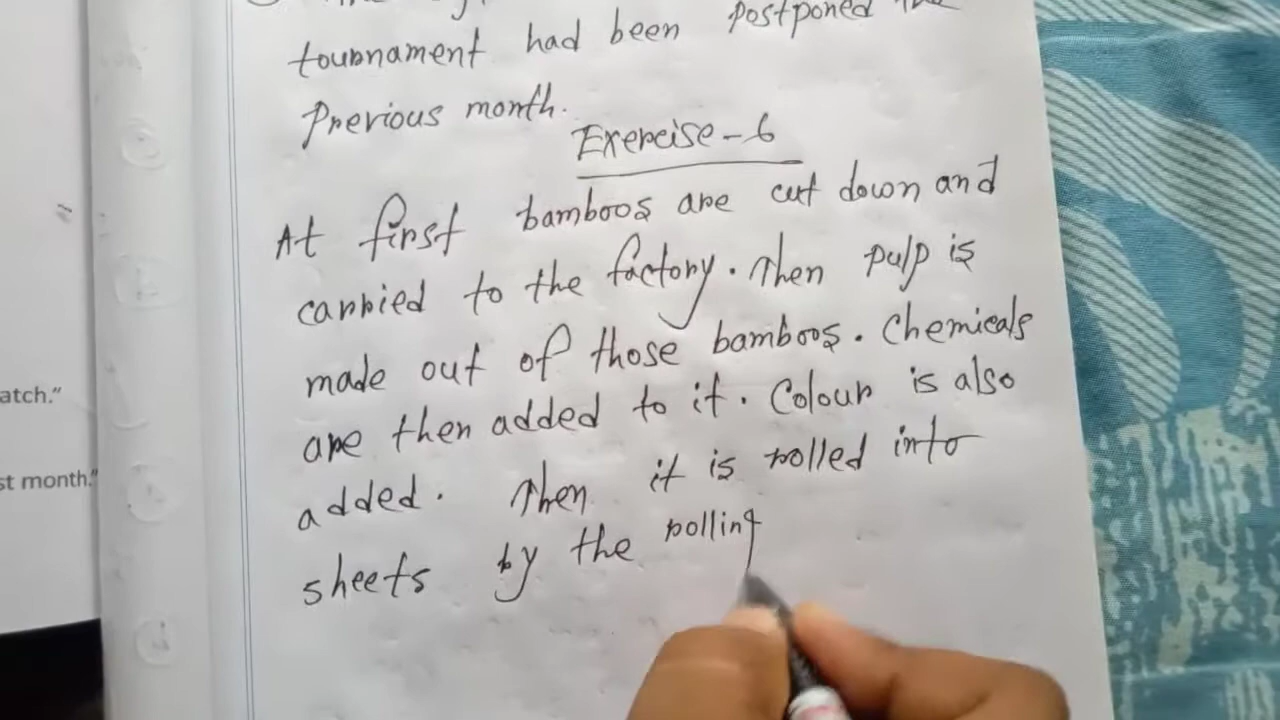 tournament had been postponed the
Previous month.
Exercise-6
At first bamboos are cut down and
carried to the factory. Then pulp is
made out of those bamboos. Chemicals
are then added to it. Colour is also
added. Then it is rolled into
sheets by the rolling
atch."
st month."